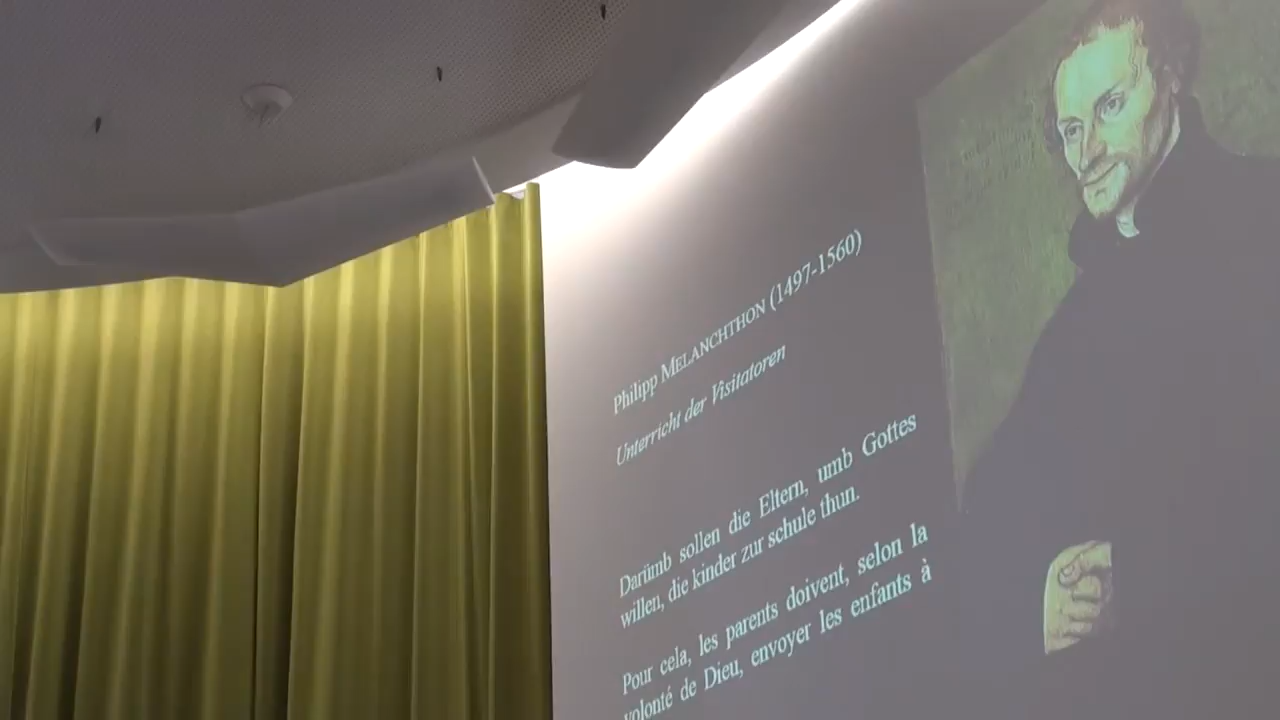 Philipp MELANCHTHON (1497-1560)
Unterricht der Visitatoren
Darümb sollen die Eltern, umb Gottes
willen, die kinder zur schule thun.
Pour cela, les parents doivent, selon la
volonté de Dieu, envoyer les enfants à